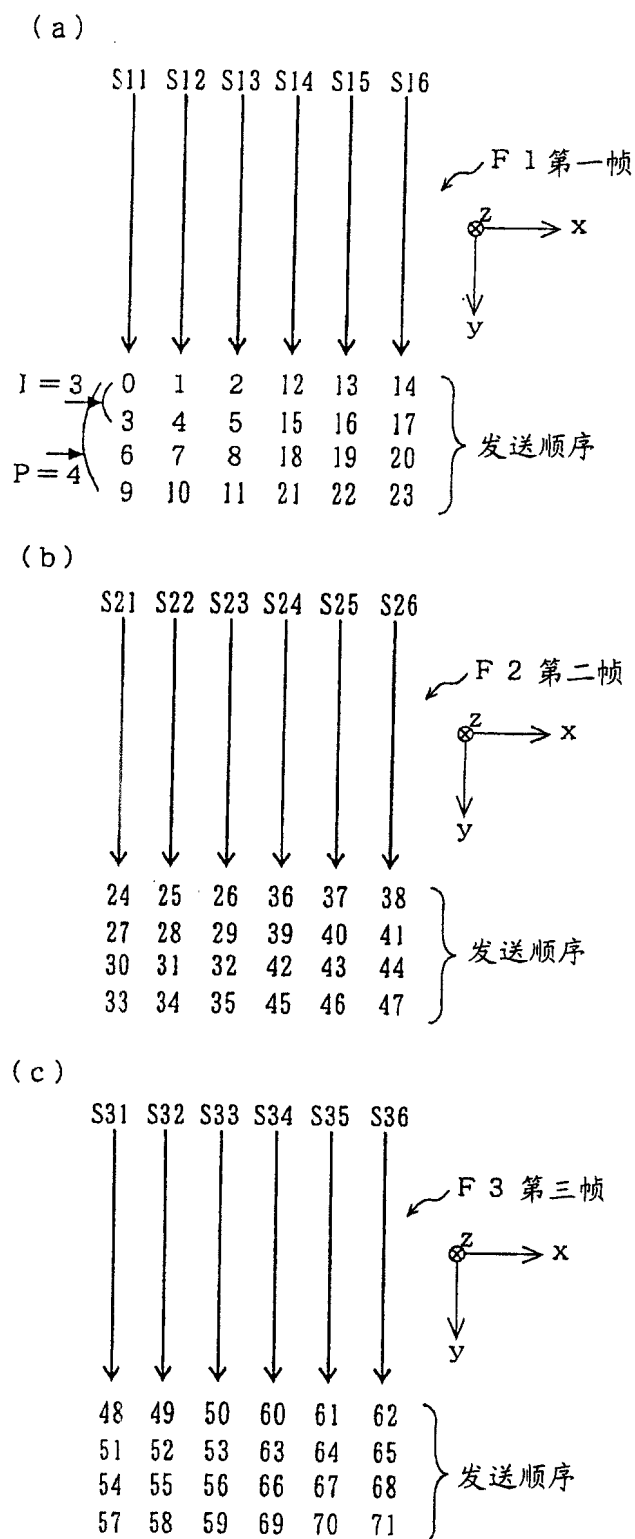 (a)
S11 S12 S13 S14 S15 S16
F1 第一帧
z
x
y
I=3
0 1 2 12 13 14
3 4 5 15 16 17
6 7 8 18 19 20
P=4
9 10 11 21 22 23
发送顺序
(b)
S21 S22 S23 S24 S25 S26
F2 第二帧
z
x
y
24 25 26 36 37 38
27 28 29 39 40 41
30 31 32 42 43 44
33 34 35 45 46 47
发送顺序
(c)
S31 S32 S33 S34 S35 S36
F3 第三帧
z
x
y
48 49 50 60 61 62
51 52 53 63 64 65
54 55 56 66 67 68
57 58 59 69 70 71
发送顺序